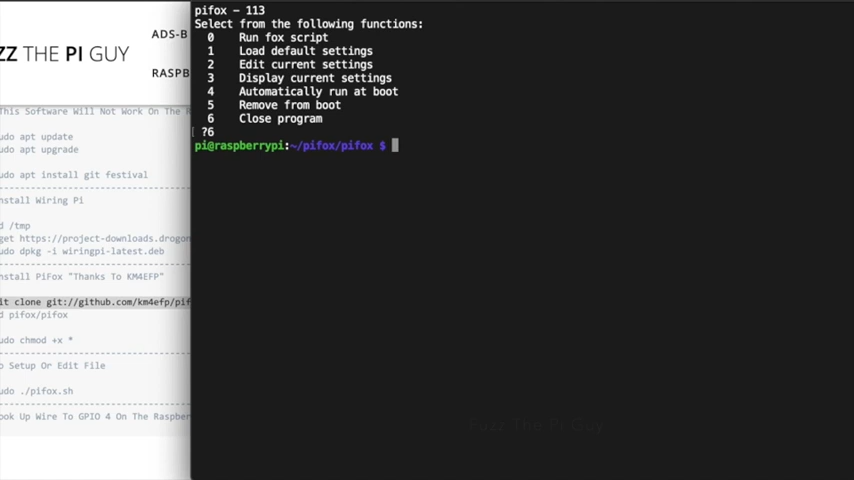 ZZ THE PI GUY
ADS-B
RASPB
This Software Will Not Work On The R
udo apt update
udo apt upgrade
udo apt install git festival
nstall Wiring Pi
d /tmp
get https://project-downloads.drogon
udo dpkg -i wiringpi-latest.deb
nstall PiFox "Thanks To KM4EFP"
it clone git://github.com/km4efp/pif
d pifox/pifox
udo chmod +x *
o Setup Or Edit File
udo ./pifox.sh
ook Up Wire To GPIO 4 On The Raspber
pifox – 113
Select from the following functions:
0 Run fox script
1 Load default settings
2 Edit current settings
3 Display current settings
4 Automatically run at boot
5 Remove from boot
6 Close program
[ ?6
pi@raspberrypi:~/pifox/pifox $
Fuzz The Pi Guy